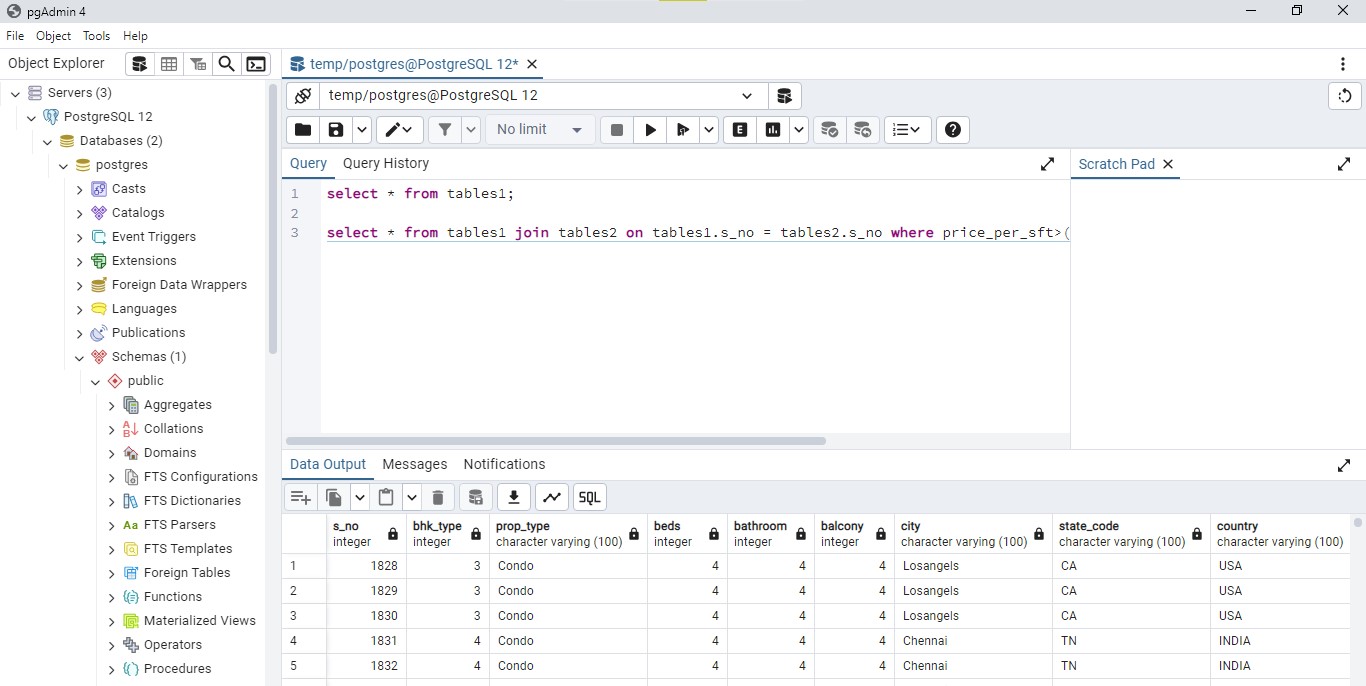 pgAdmin 4
File Object Tools Help
Object Explorer
temp/postgres@PostgreSQL 12*
Servers (3)
PostgreSQL 12
Databases (2)
postgres
Casts
Catalogs
Event Triggers
Extensions
Foreign Data Wrappers
Languages
Publications
Schemas (1)
public
Aggregates
Collations
Domains
FTS Configurations
FTS Dictionaries
Aa FTS Parsers
FTS Templates
Foreign Tables
Functions
Materialized Views
Operators
Procedures
temp/postgres@PostgreSQL 12
No limit
E
Query Query History
Scratch Pad
1 select * from tables1;
2
3 select * from tables1 join tables2 on tables1.s_no = tables2.s_no where price_per_sft>(
Data Output Messages Notifications
SQL
s_no bhk_type prop_type beds bathroom balcony city state_code country
integer integer character varying (100) integer integer integer character varying (100) character varying (100) character varying (100)
1 1828 3 Condo 4 4 4 Losangels CA USA
2 1829 3 Condo 4 4 4 Losangels CA USA
3 1830 3 Condo 4 4 4 Losangels CA USA
4 1831 4 Condo 4 4 4 Chennai TN INDIA
5 1832 4 Condo 4 4 4 Chennai TN INDIA